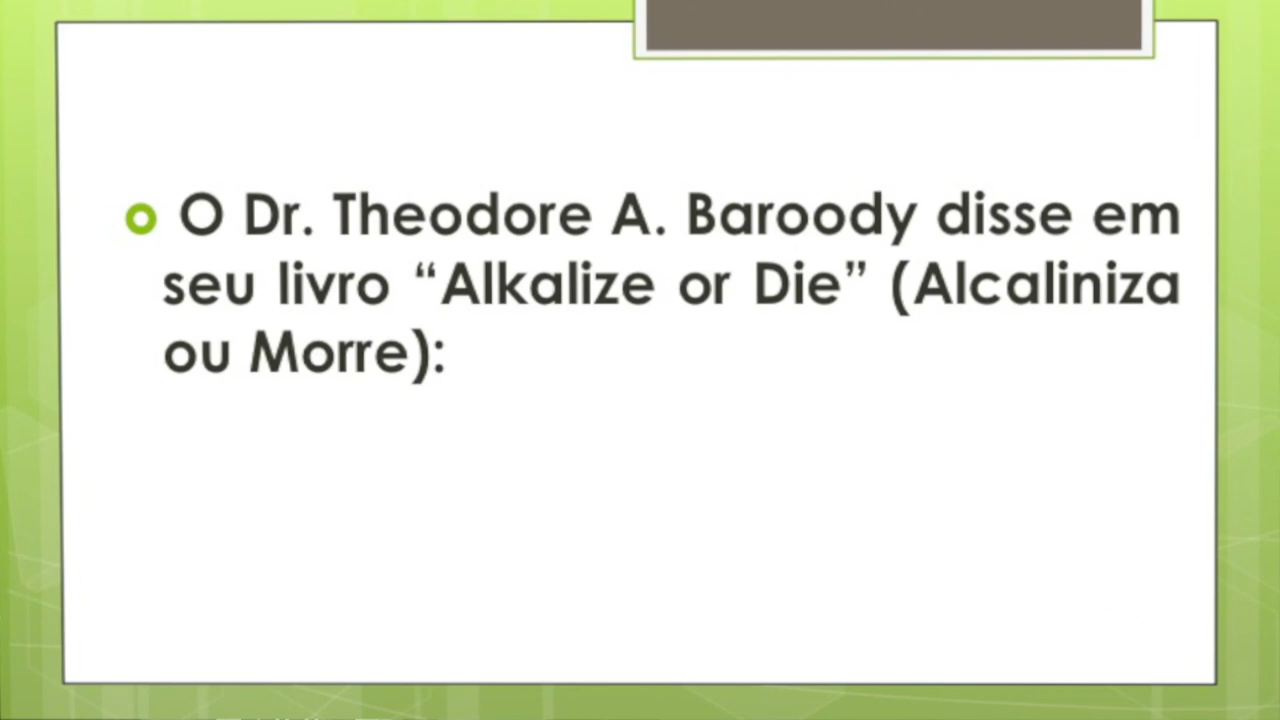 O Dr. Theodore A. Baroody disse em
seu livro “Alkalize or Die” (Alcaliniza
ou Morre):